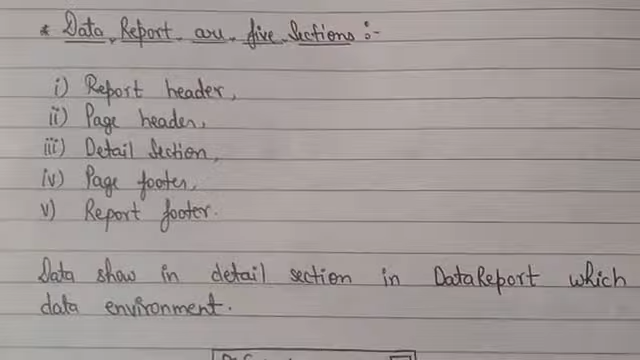 * Data Report are five Sections :-
i) Report header,
ii) Page header,
iii) Detail Section,
iv) Page footer,
v) Report footer.
Data show in detail section in DataReport which
data environment.